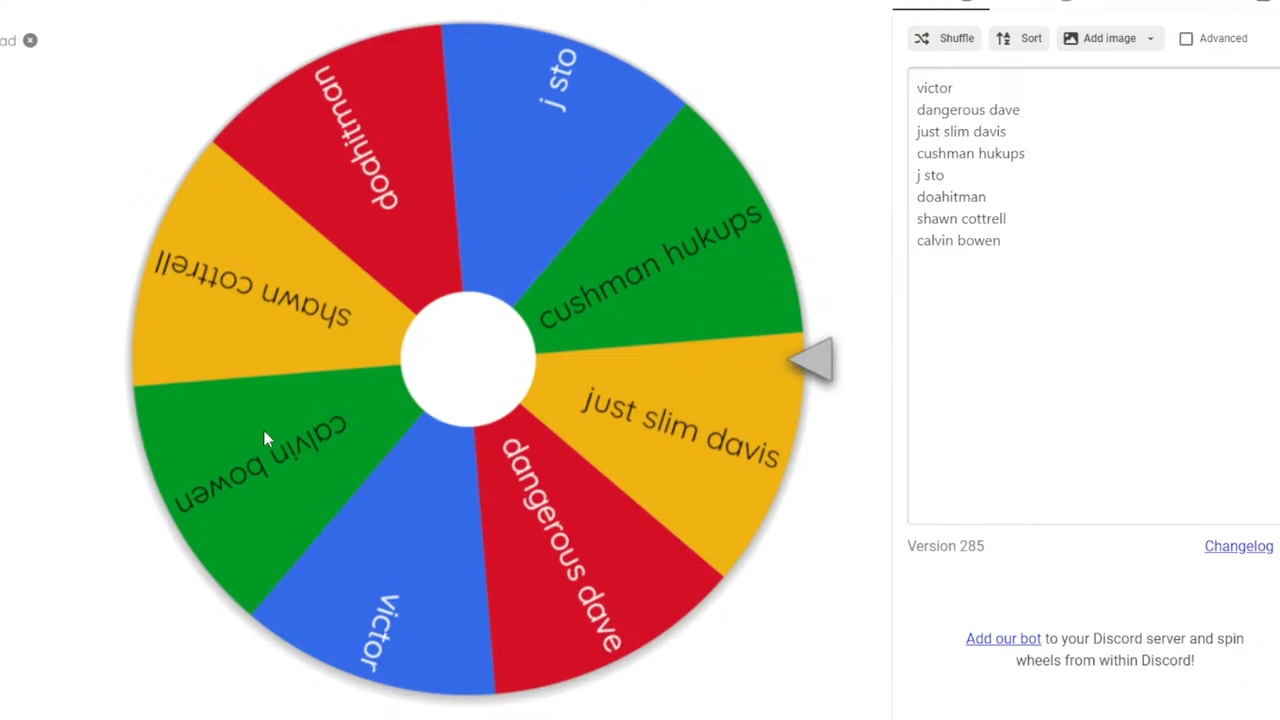 ad
Shuffle
Sort
Add image
Advanced
victor
dangerous dave
just slim davis
cushman hukups
j sto
doahitman
shawn cottrell
calvin bowen
j sto
cushman hukups
just slim davis
dangerous dave
victor
calvin bowen
shawn cottrell
doahitman
Version 285
Changelog
Add our bot to your Discord server and spin
wheels from within Discord!